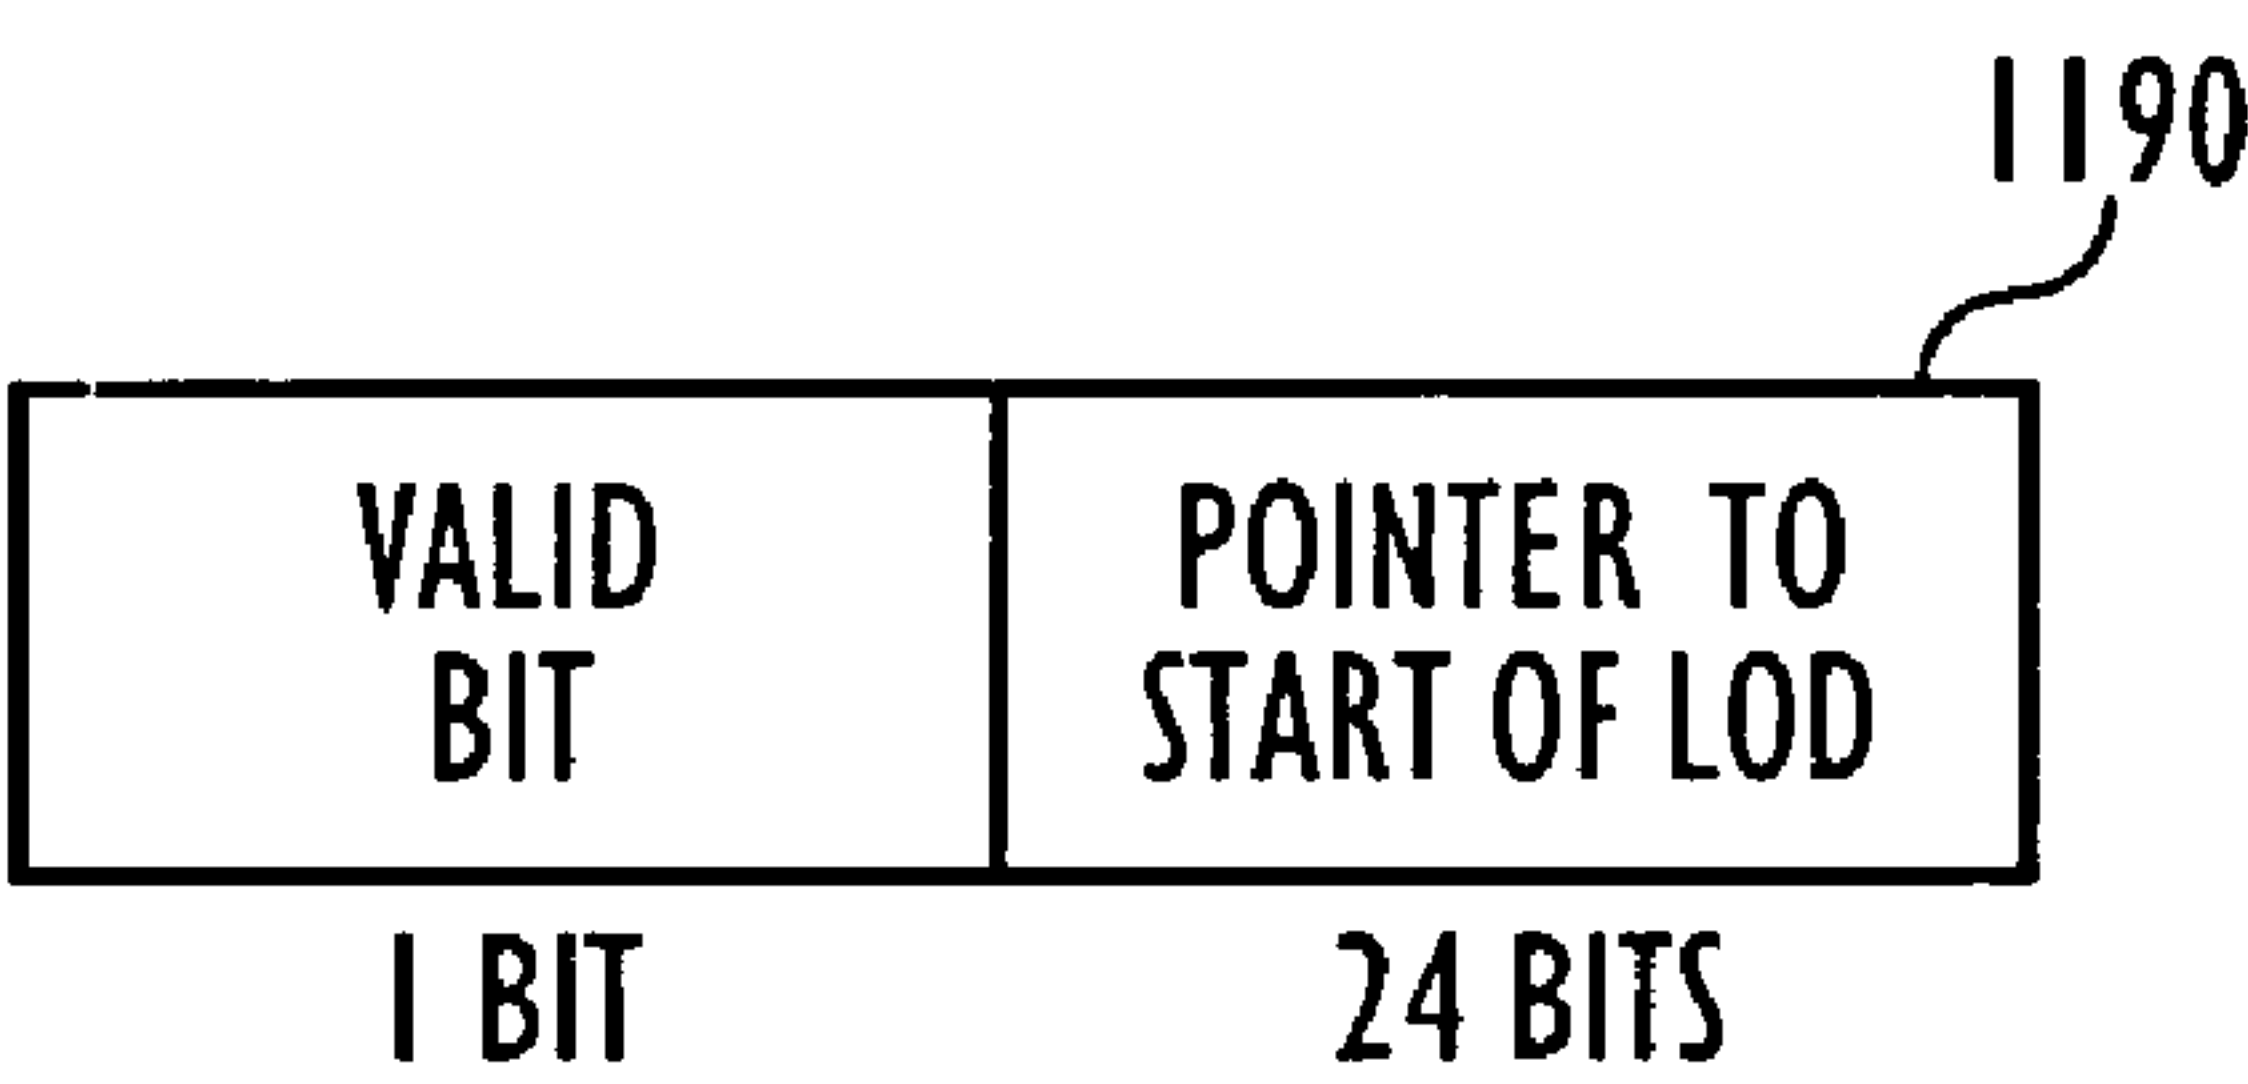 1190
VALID
BIT
POINTER TO
START OF LOD
1 BIT
24 BITS